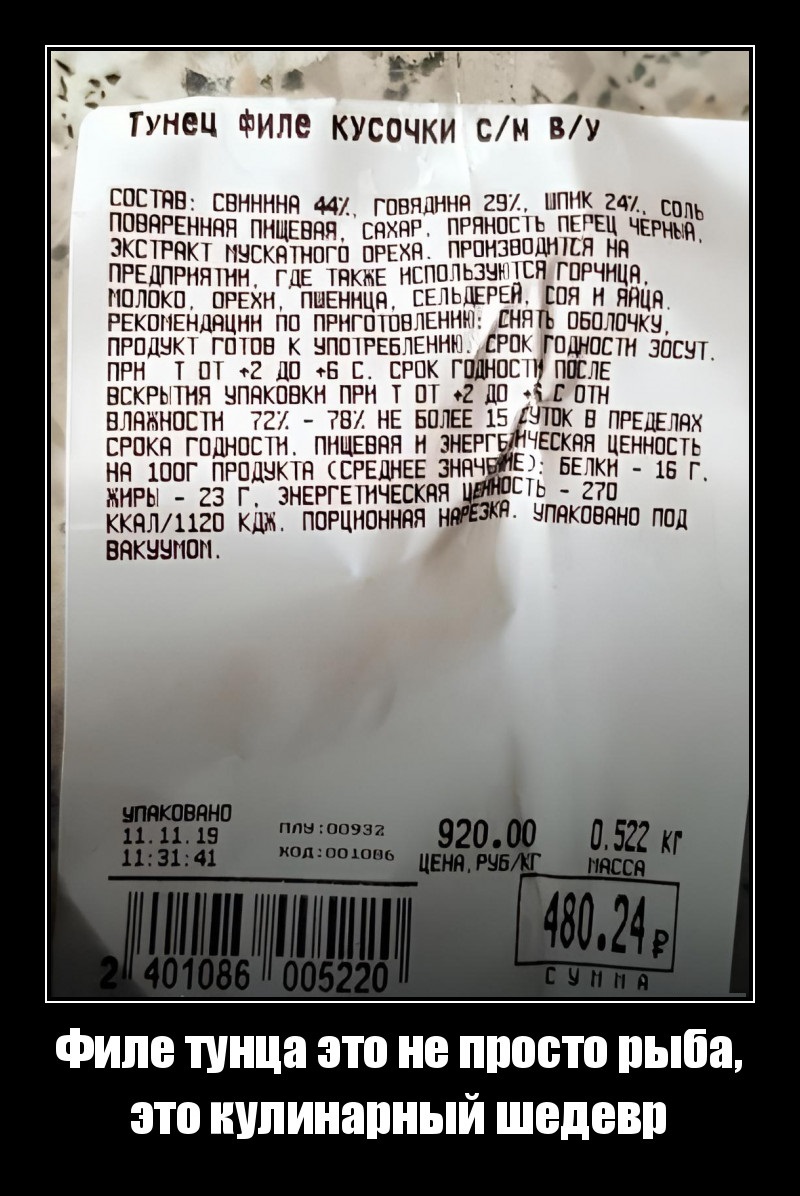 Тунец филе кусочки с/м в/у
СОСТАВ: СВИНИНА 44%, ГОВЯДИНА 29%, ШПИК 24%, СОЛЬ
ПОВАРЕННАЯ ПИЩЕВАЯ, САХАР, ПРЯНОСТЬ ПЕРЕЦ ЧЕРНЫЙ,
ЭКСТРАКТ МУСКАТНОГО ОРЕХА. ПРОИЗВОДИТСЯ НА
ПРЕДПРИЯТИИ, ГДЕ ТАКЖЕ ИСПОЛЬЗУЮТСЯ ГОРЧИЦА,
МОЛОКО, ОРЕХИ, ПШЕНИЦА, СЕЛЬДЕРЕЙ, СОЯ И ЯЙЦА.
РЕКОМЕНДАЦИИ ПО ПРИГОТОВЛЕНИЮ: СНЯТЬ ОБОЛОЧКУ,
ПРОДУКТ ГОТОВ К УПОТРЕБЛЕНИЮ. СРОК ГОДНОСТИ 30СУТ.
ПРИ Т ОТ +2 ДО +6 С. СРОК ГОДНОСТИ ПОСЛЕ
ВСКРЫТИЯ УПАКОВКИ ПРИ Т ОТ +2 ДО +6 С ОТН
ВЛАЖНОСТИ 72% - 78% НЕ БОЛЕЕ 15 СУТОК В ПРЕДЕЛАХ
СРОКА ГОДНОСТИ. ПИЩЕВАЯ И ЭНЕРГЕТИЧЕСКАЯ ЦЕННОСТЬ
НА 100Г ПРОДУКТА (СРЕДНЕЕ ЗНАЧЕНИЕ): БЕЛКИ - 16 Г.
ЖИРЫ - 23 Г, ЭНЕРГЕТИЧЕСКАЯ ЦЕННОСТЬ - 270
ККАЛ/1120 КДЖ. ПОРЦИОННАЯ НАРЕЗКА. УПАКОВАНО ПОД
ВАКУУМОМ.
УПАКОВАНО
11.11.19
11:31:41
ПЛУ:00932
КОД:001086
920.00
ЦЕНА, РУБ/КГ
0.522 кг
МАССА
480.24 ₽
СУММА
2 401086 005220
Филе тунца это не просто рыба,
это кулинарный шедевр